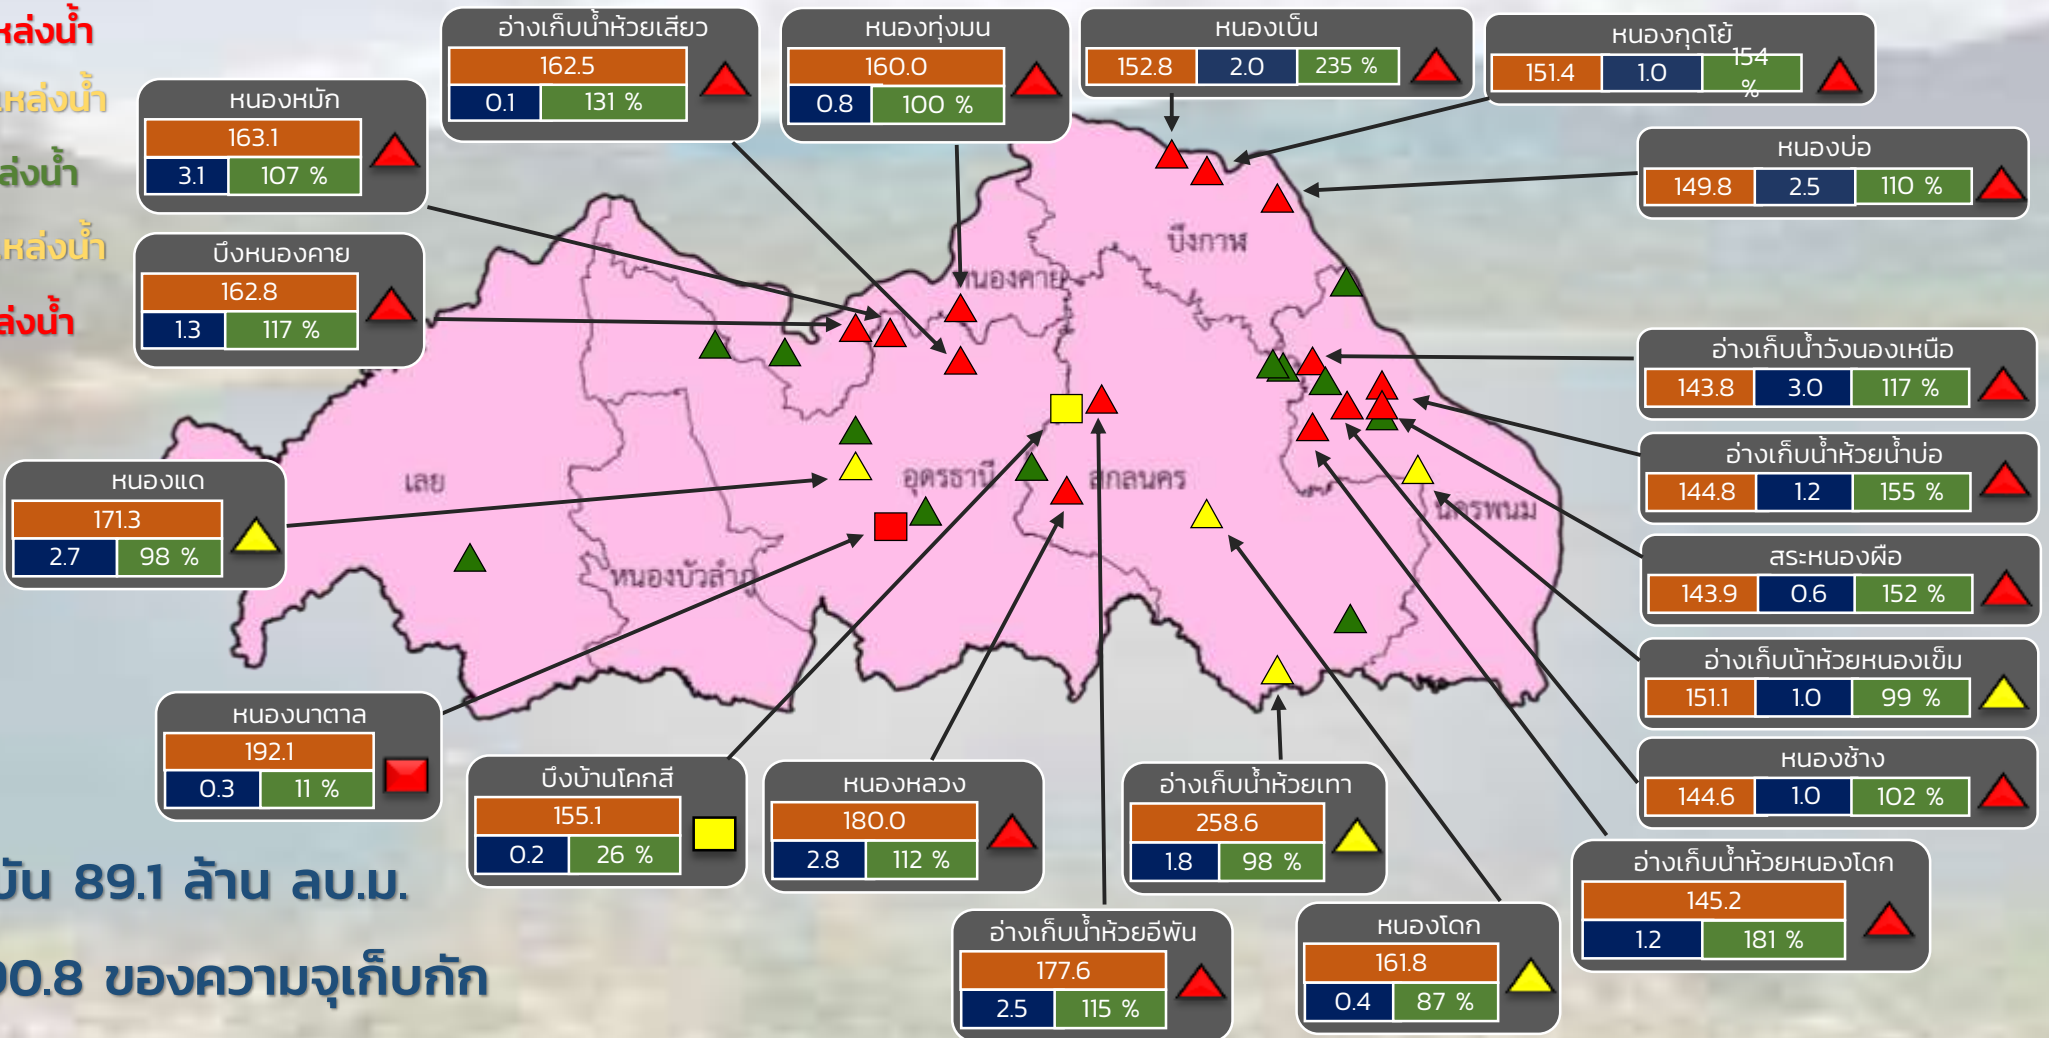 หล่งน้ำ
หล่งน้ำ
ล่งน้ำ
หล่งน้ำ
ล่งน้ำ
อ่างเก็บน้ำห้วยเสียว
162.5
0.1 131 %
หนองทุ่งมน
160.0
0.8 100 %
หนองเบ็น
152.8 2.0 235 %
หนองกุดโย้
151.4 1.0 154 %
หนองหมัก
163.1
3.1 107 %
หนองบ่อ
149.8 2.5 110 %
บึงหนองคาย
162.8
1.3 117 %
บึงกาฬ
หนองคาย
อ่างเก็บน้ำวังนองเหนือ
143.8 3.0 117 %
อ่างเก็บน้ำห้วยน้ำบ่อ
144.8 1.2 155 %
หนองแด
171.3
2.7 98 %
เลย
อุดรธานี
สกลนคร
นครพนม
หนองบัวลำภู
สระหนองผือ
143.9 0.6 152 %
อ่างเก็บน้ำห้วยหนองเข็ม
151.1 1.0 99 %
หนองนาตาล
192.1
0.3 11 %
บึงบ้านโคกสี
155.1
0.2 26 %
หนองหลวง
180.0
2.8 112 %
อ่างเก็บน้ำห้วยเทา
258.6
1.8 98 %
หนองช้าง
144.6 1.0 102 %
อ่างเก็บน้ำห้วยหนองโดก
145.2
1.2 181 %
อ่างเก็บน้ำห้วยอีพัน
177.6
2.5 115 %
หนองโดก
161.8
0.4 87 %
บัน 89.1 ล้าน ลบ.ม.
90.8 ของความจุเก็บกัก